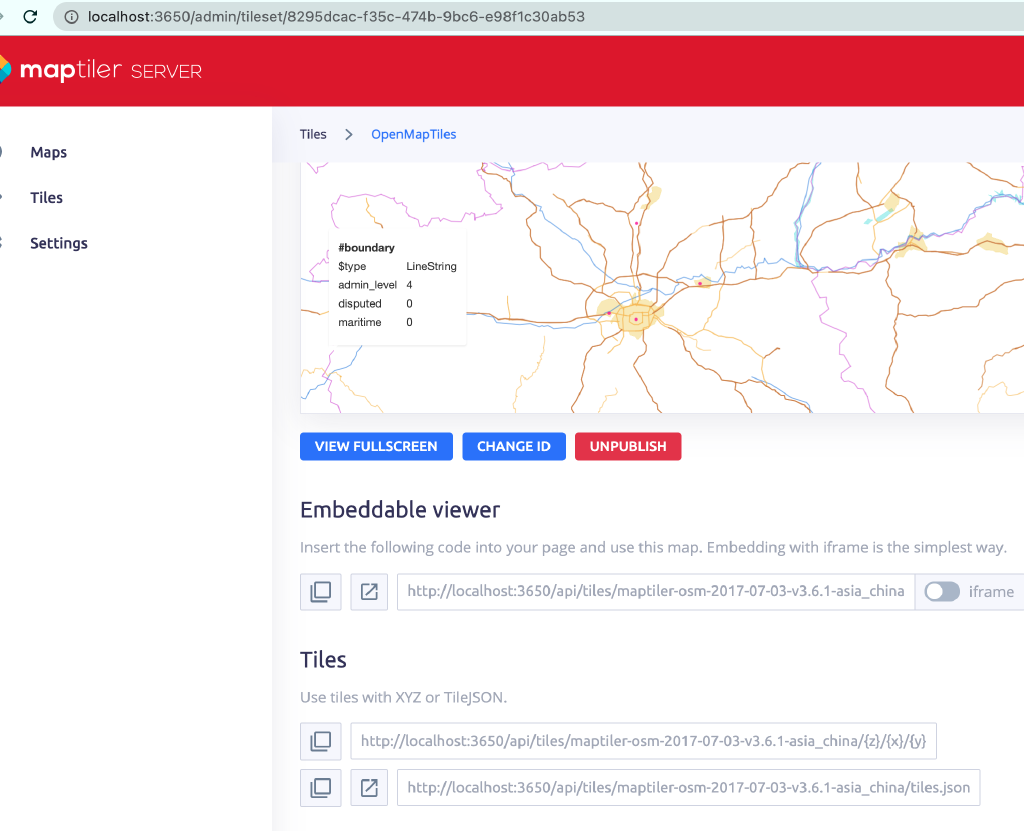 localhost:3650/admin/tileset/8295dcac-f35c-474b-9bc6-e98f1c30ab53
maptiler SERVER
Maps
Tiles
Settings
Tiles > OpenMapTiles
#boundary
$type LineString
admin_level 4
disputed 0
maritime 0
VIEW FULLSCREEN CHANGE ID UNPUBLISH
Embeddable viewer
Insert the following code into your page and use this map. Embedding with iframe is the simplest way.
http://localhost:3650/api/tiles/maptiler-osm-2017-07-03-v3.6.1-asia_china iframe
Tiles
Use tiles with XYZ or TileJSON.
http://localhost:3650/api/tiles/maptiler-osm-2017-07-03-v3.6.1-asia_china/{z}/{x}/{y}
http://localhost:3650/api/tiles/maptiler-osm-2017-07-03-v3.6.1-asia_china/tiles.json